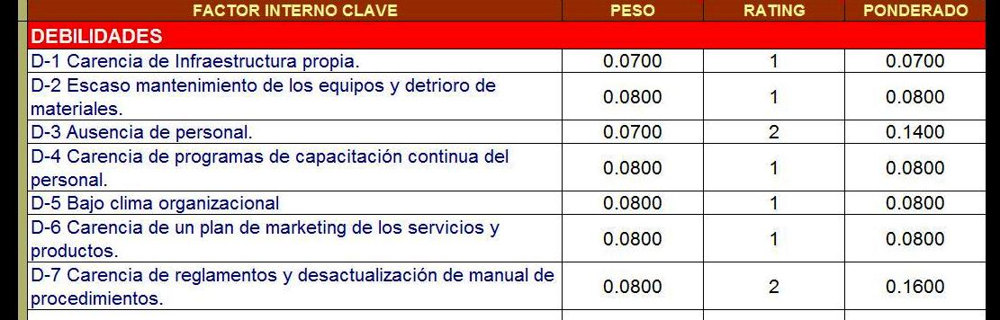 FACTOR INTERNO CLAVE PESO RATING PONDERADO
DEBILIDADES
D-1 Carencia de Infraestructura propia. 0.0700 1 0.0700
D-2 Escaso mantenimiento de los equipos y detrioro de
materiales. 0.0800 1 0.0800
D-3 Ausencia de personal. 0.0700 2 0.1400
D-4 Carencia de programas de capacitación continua del
personal. 0.0800 1 0.0800
D-5 Bajo clima organizacional 0.0800 1 0.0800
D-6 Carencia de un plan de marketing de los servicios y
productos. 0.0800 1 0.0800
D-7 Carencia de reglamentos y desactualización de manual de
procedimientos. 0.0800 2 0.1600